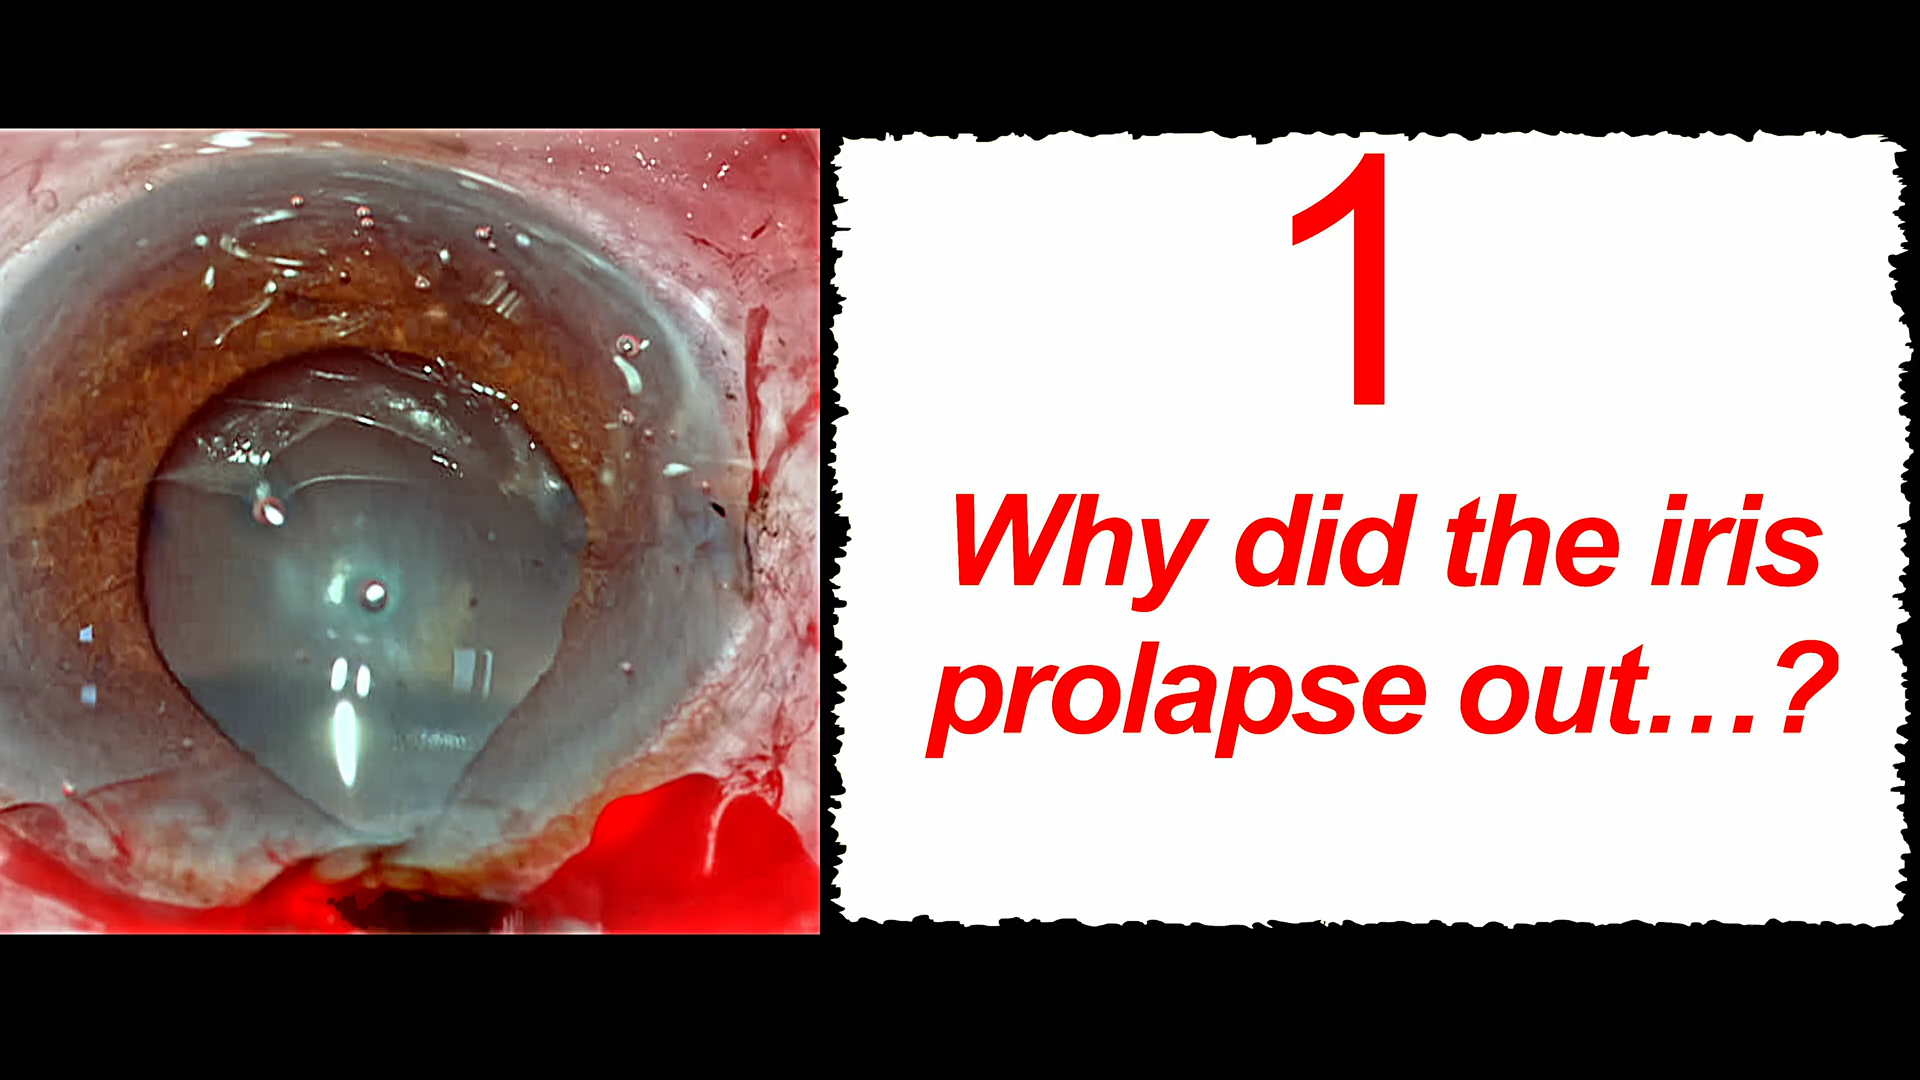 1
Why did the iris
prolapse out...?